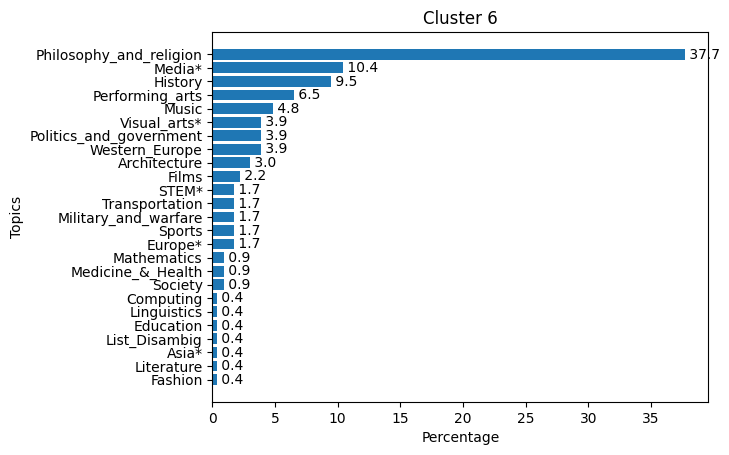 Cluster 6
Philosophy_and_religion 37.7
Media* 10.4
History 9.5
Performing_arts 6.5
Music 4.8
Visual_arts* 3.9
Politics_and_government 3.9
Western_Europe 3.9
Architecture 3.0
Films 2.2
STEM* 1.7
Transportation 1.7
Military_and_warfare 1.7
Sports 1.7
Europe* 1.7
Mathematics 0.9
Medicine_&_Health 0.9
Society 0.9
Computing 0.4
Linguistics 0.4
Education 0.4
List_Disambig 0.4
Asia* 0.4
Literature 0.4
Fashion 0.4
Topics
0 5 10 15 20 25 30 35
Percentage